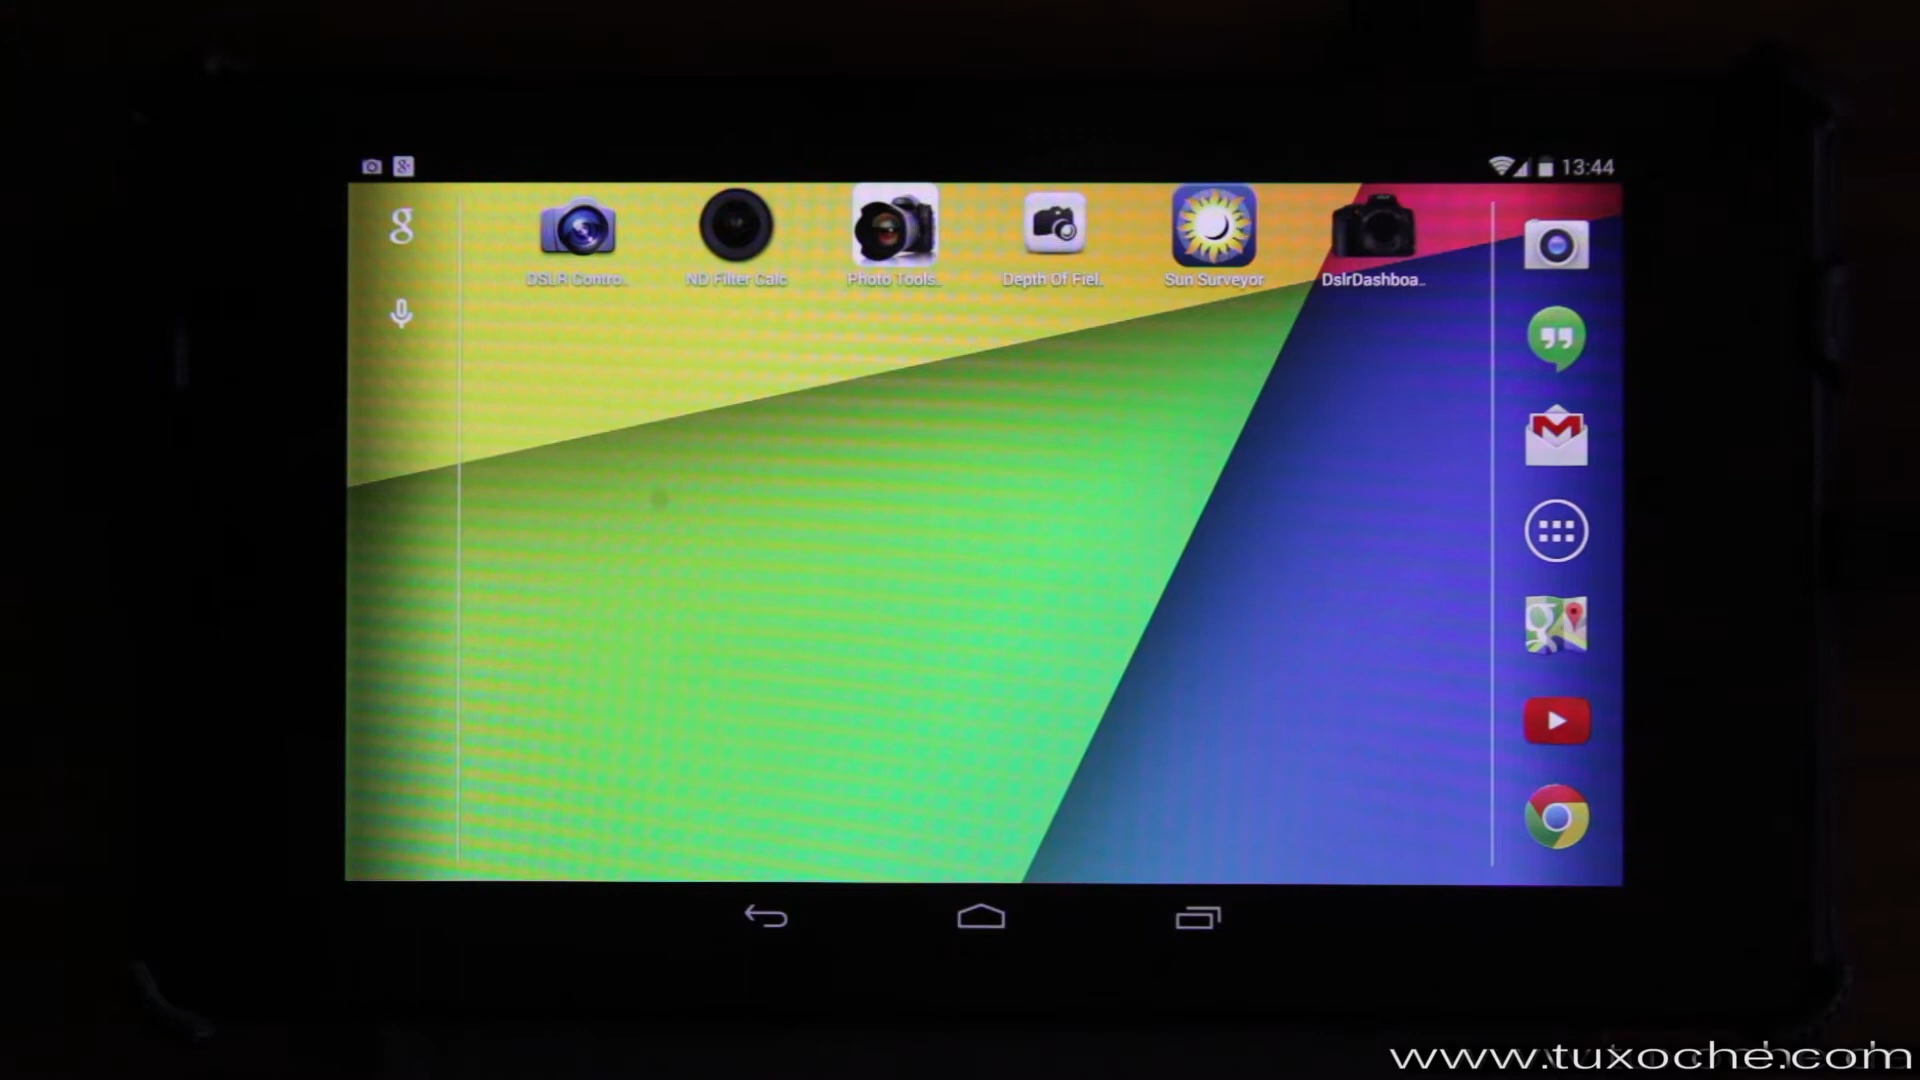 13:44
DSLR Contro..
ND Filter Calc
Photo Tools..
Depth Of Fiel..
Sun Surveyor
DslrDashboa..
www.tuxoche.com